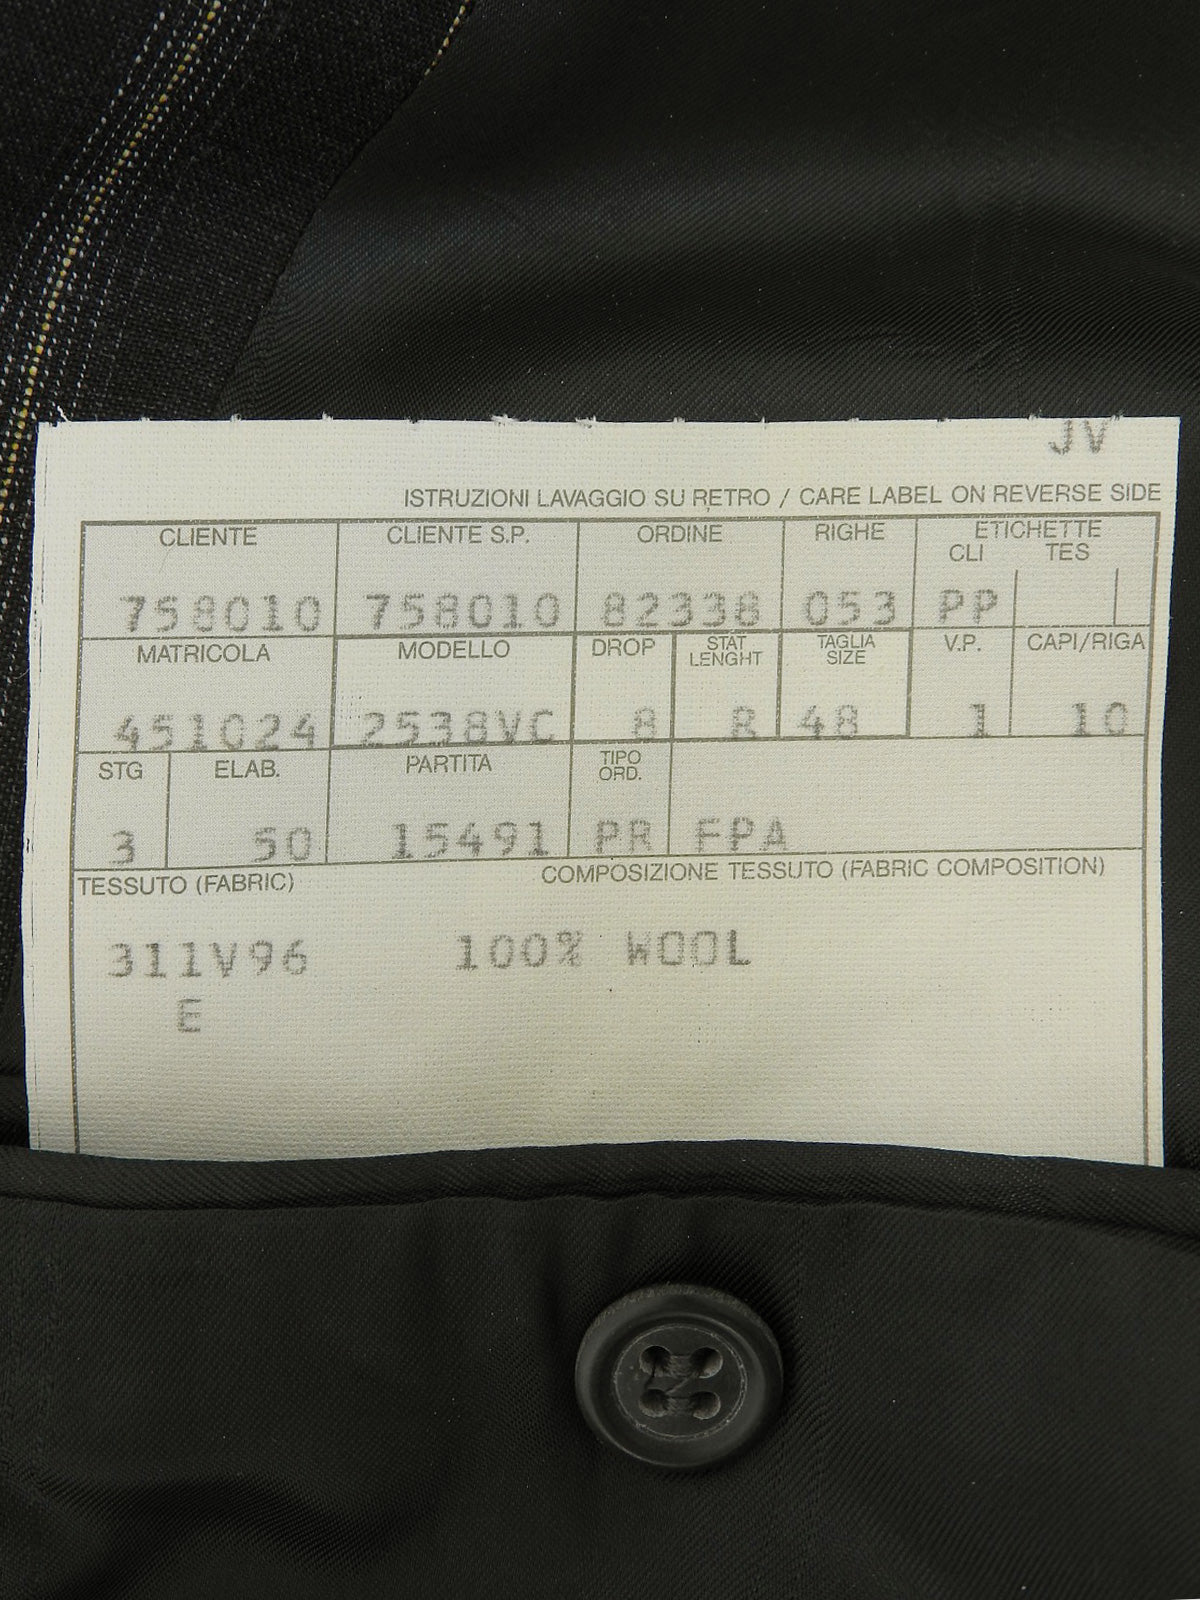 JV
ISTRUZIONI LAVAGGIO SU RETRO / CARE LABEL ON REVERSE SIDE
CLIENTE CLIENTE S.P. ORDINE RIGHE ETICHETTE
CLI TES
758010 758010 82338 053 PP
MATRICOLA MODELLO DROP STAT LENGHT TAGLIA SIZE V.P. CAPI/RIGA
451024 2538VC 8 R 48 1 10
STG ELAB. PARTITA TIPO ORD.
3 50 15491 PR FPA
TESSUTO (FABRIC) COMPOSIZIONE TESSUTO (FABRIC COMPOSITION)
311V96 100% WOOL
E